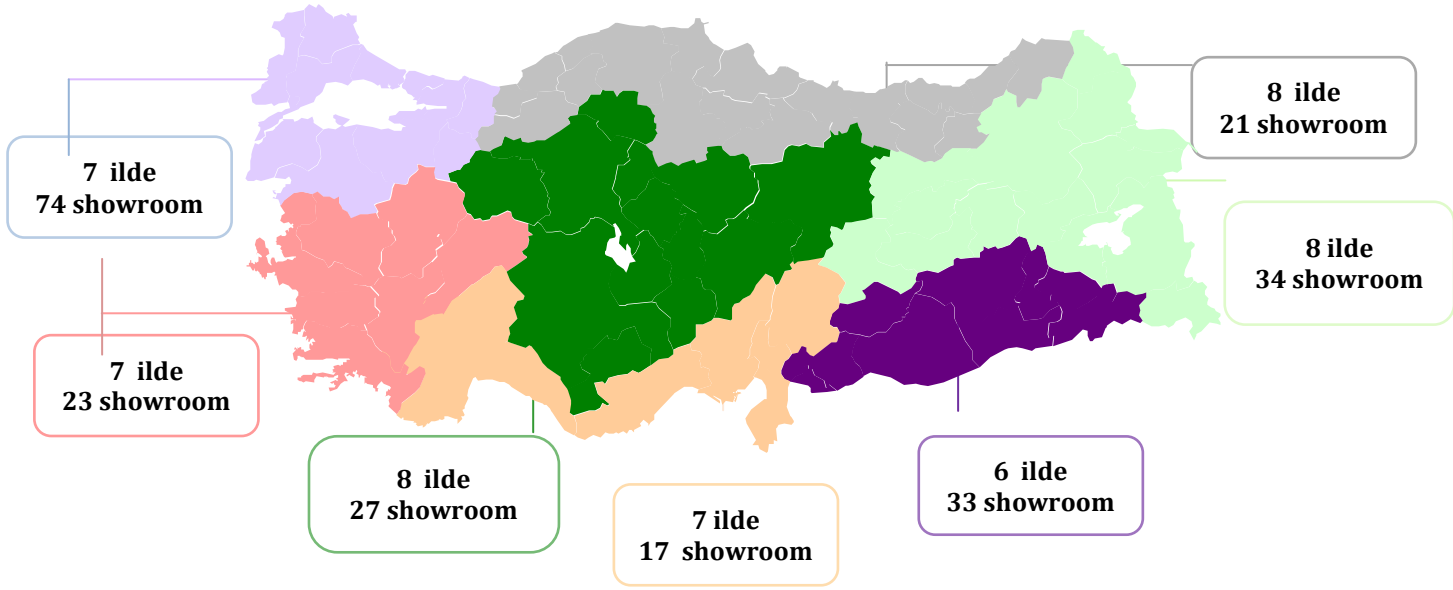 7 ilde
74 showroom
8 ilde
21 showroom
8 ilde
34 showroom
7 ilde
23 showroom
8 ilde
27 showroom
7 ilde
17 showroom
6 ilde
33 showroom